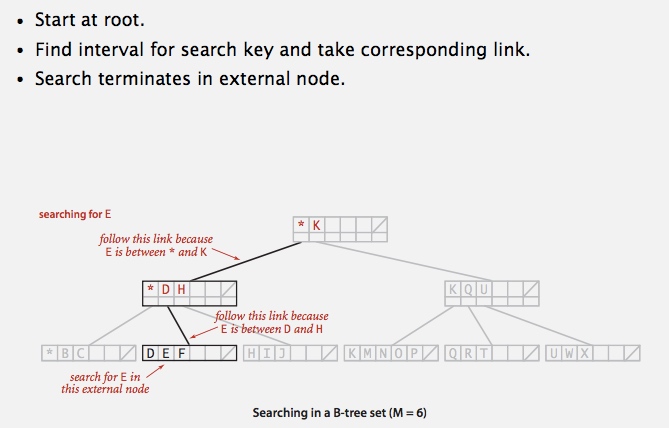 • Start at root.
• Find interval for search key and take corresponding link.
• Search terminates in external node.
searching for E
* K
follow this link because
E is between * and K
* D H
K Q U
follow this link because
E is between D and H
* B C
D E F
H I J
K M N O P
Q R T
U W X
search for E in
this external node
Searching in a B-tree set (M = 6)